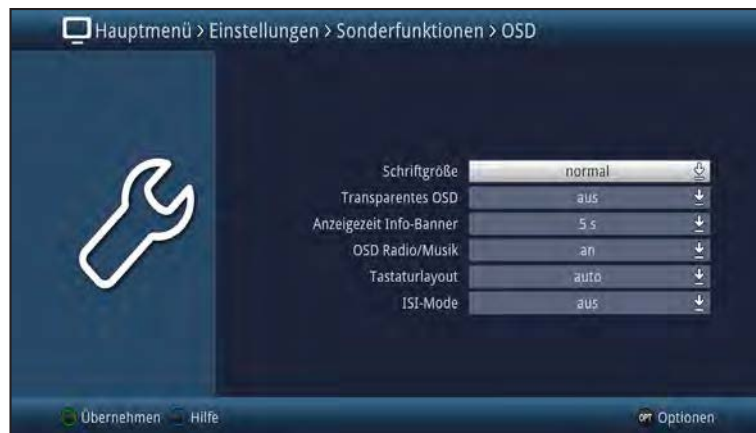 Hauptmenü > Einstellungen > Sonderfunktionen > OSD
Schriftgröße normal
Transparentes OSD aus
Anzeigezeit Info-Banner 5 s
OSD Radio/Musik an
Tastaturlayout auto
ISI-Mode aus
Übernehmen Hilfe OPT Optionen